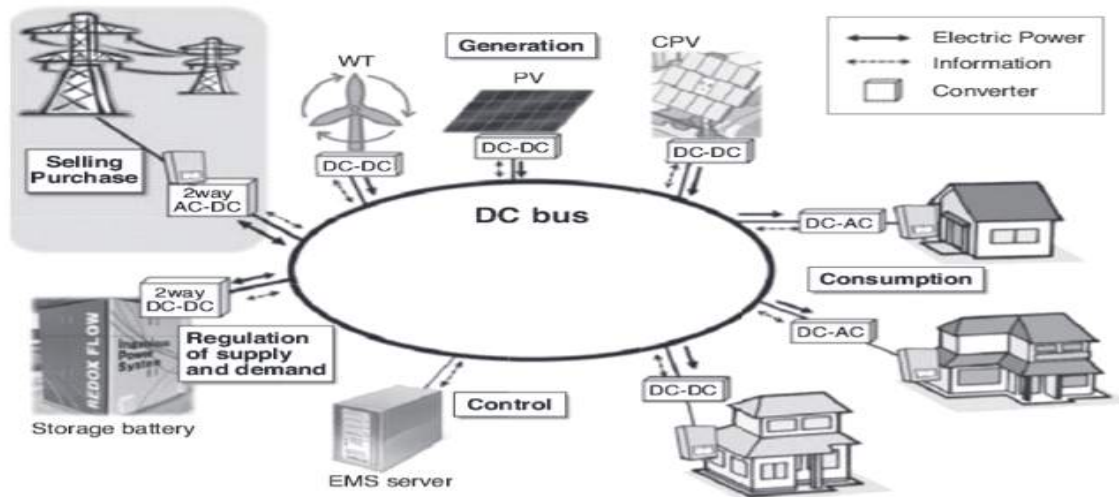 Generation
CPV
WT
PV
Electric Power
Information
Converter
DC-DC
DC-DC
DC-DC
Selling
Purchase
2way
AC-DC
DC bus
DC-AC
Consumption
2way
DC-DC
DC-AC
Regulation
of supply
and demand
REDOX FLOW
Power
System
DC-DC
Control
Storage battery
EMS server